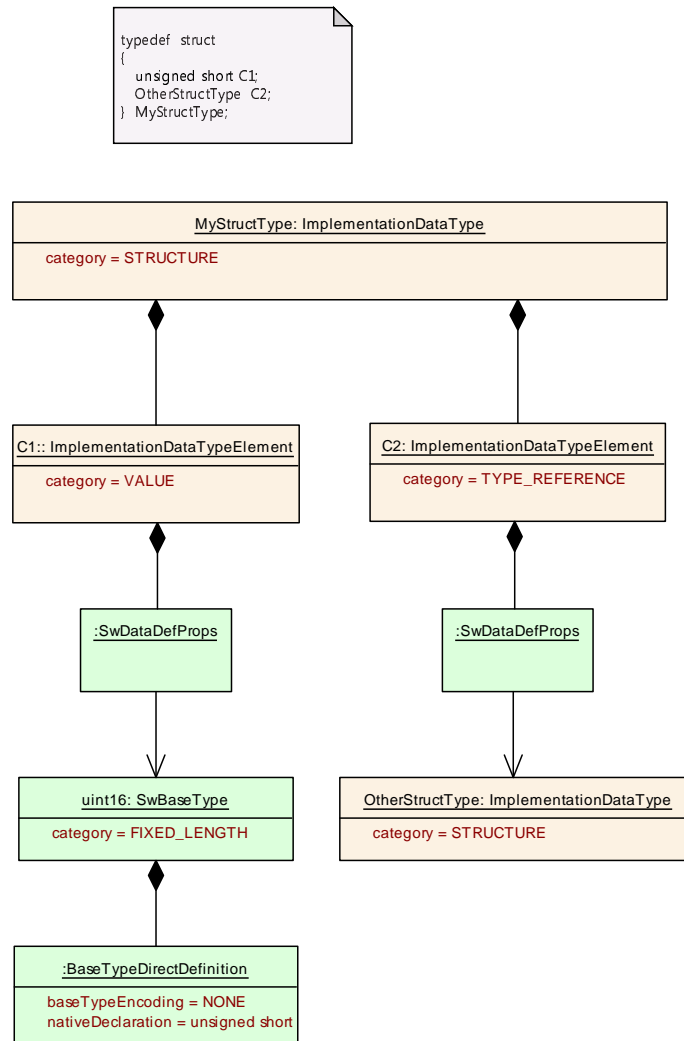 typedef struct
{
unsigned short C1;
OtherStructType C2;
} MyStructType;
MyStructType: ImplementationDataType
category = STRUCTURE
C1:: ImplementationDataTypeElement
category = VALUE
C2: ImplementationDataTypeElement
category = TYPE_REFERENCE
:SwDataDefProps
:SwDataDefProps
uint16: SwBaseType
category = FIXED_LENGTH
OtherStructType: ImplementationDataType
category = STRUCTURE
:BaseTypeDirectDefinition
baseTypeEncoding = NONE
nativeDeclaration = unsigned short